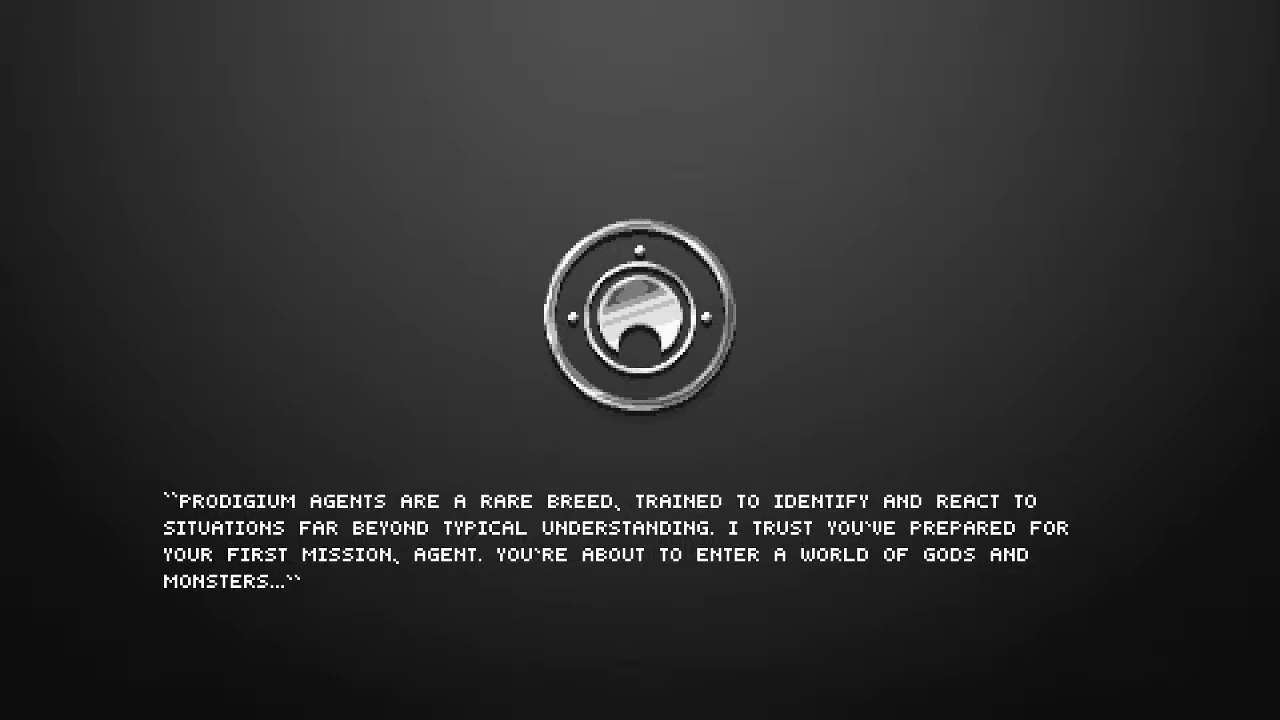 ``PRODIGIUM AGENTS ARE A RARE BREED, TRAINED TO IDENTIFY AND REACT TO
SITUATIONS FAR BEYOND TYPICAL UNDERSTANDING. I TRUST YOU`VE PREPARED FOR
YOUR FIRST MISSION, AGENT. YOU`RE ABOUT TO ENTER A WORLD OF GODS AND
MONSTERS...``